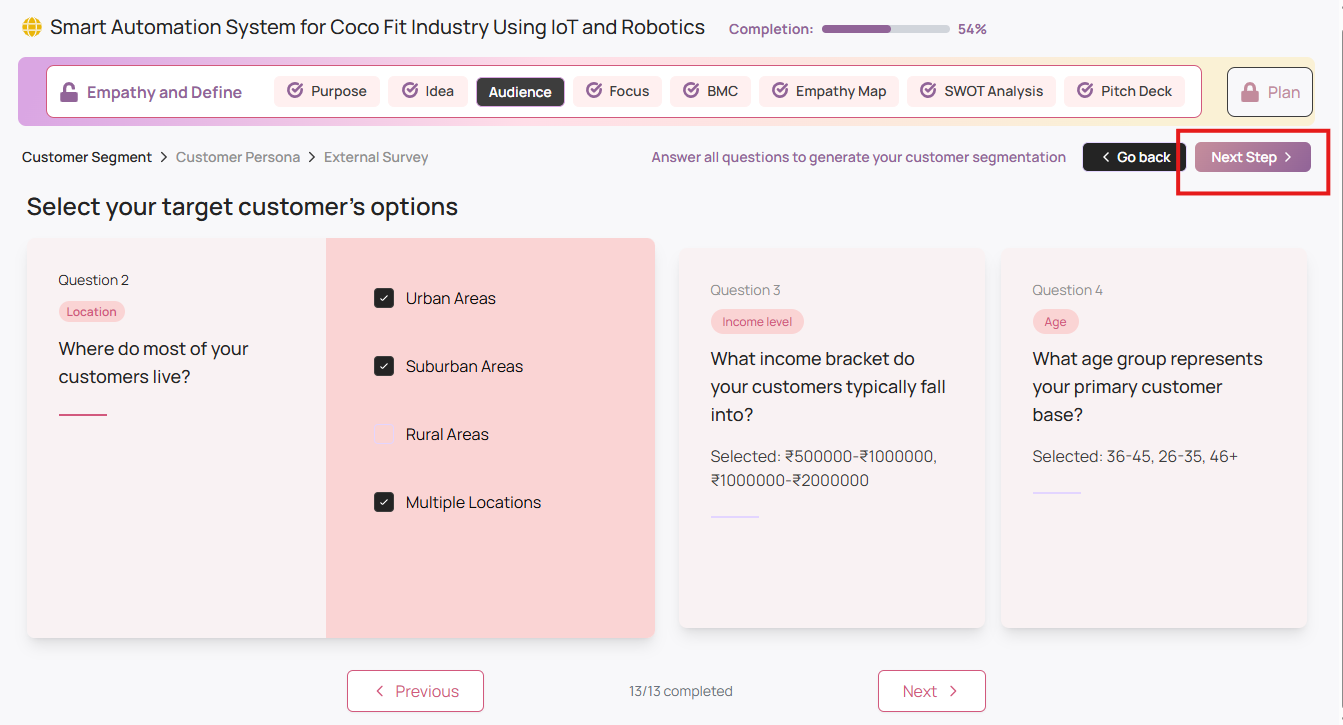 Smart Automation System for Coco Fit Industry Using IoT and Robotics
Completion: 54%
Empathy and Define
Purpose
Idea
Audience
Focus
BMC
Empathy Map
SWOT Analysis
Pitch Deck
Plan
Customer Segment > Customer Persona > External Survey
Answer all questions to generate your customer segmentation
< Go back
Next Step >
Select your target customer's options
Question 2
Location
Where do most of your
customers live?
Urban Areas
Suburban Areas
Rural Areas
Multiple Locations
Question 3
Income level
What income bracket do
your customers typically fall
into?
Selected: ₹500000-₹1000000,
₹1000000-₹2000000
Question 4
Age
What age group represents
your primary customer
base?
Selected: 36-45, 26-35, 46+
< Previous
13/13 completed
Next >